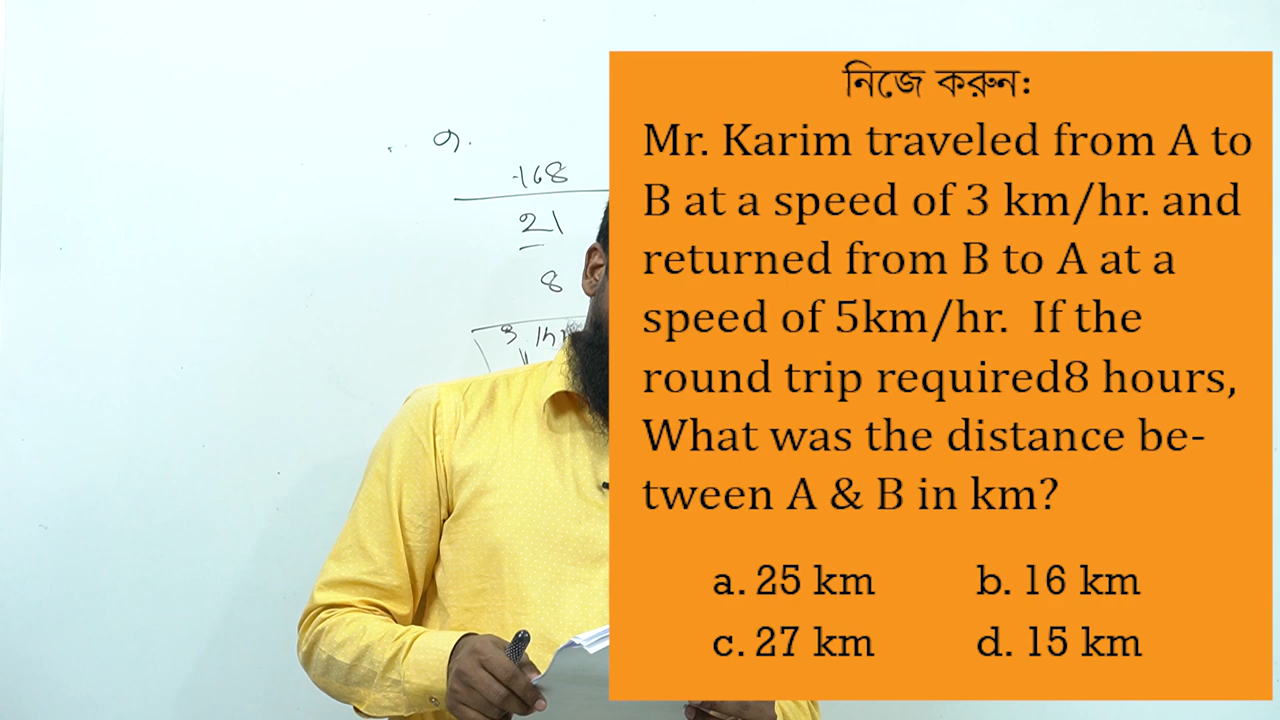 9.
168
21
8
নিজে করুন:
Mr. Karim traveled from A to
B at a speed of 3 km/hr. and
returned from B to A at a
speed of 5km/hr.  If the
round trip required8 hours,
What was the distance be-
tween A & B in km?
a. 25 km b. 16 km
c. 27 km d. 15 km